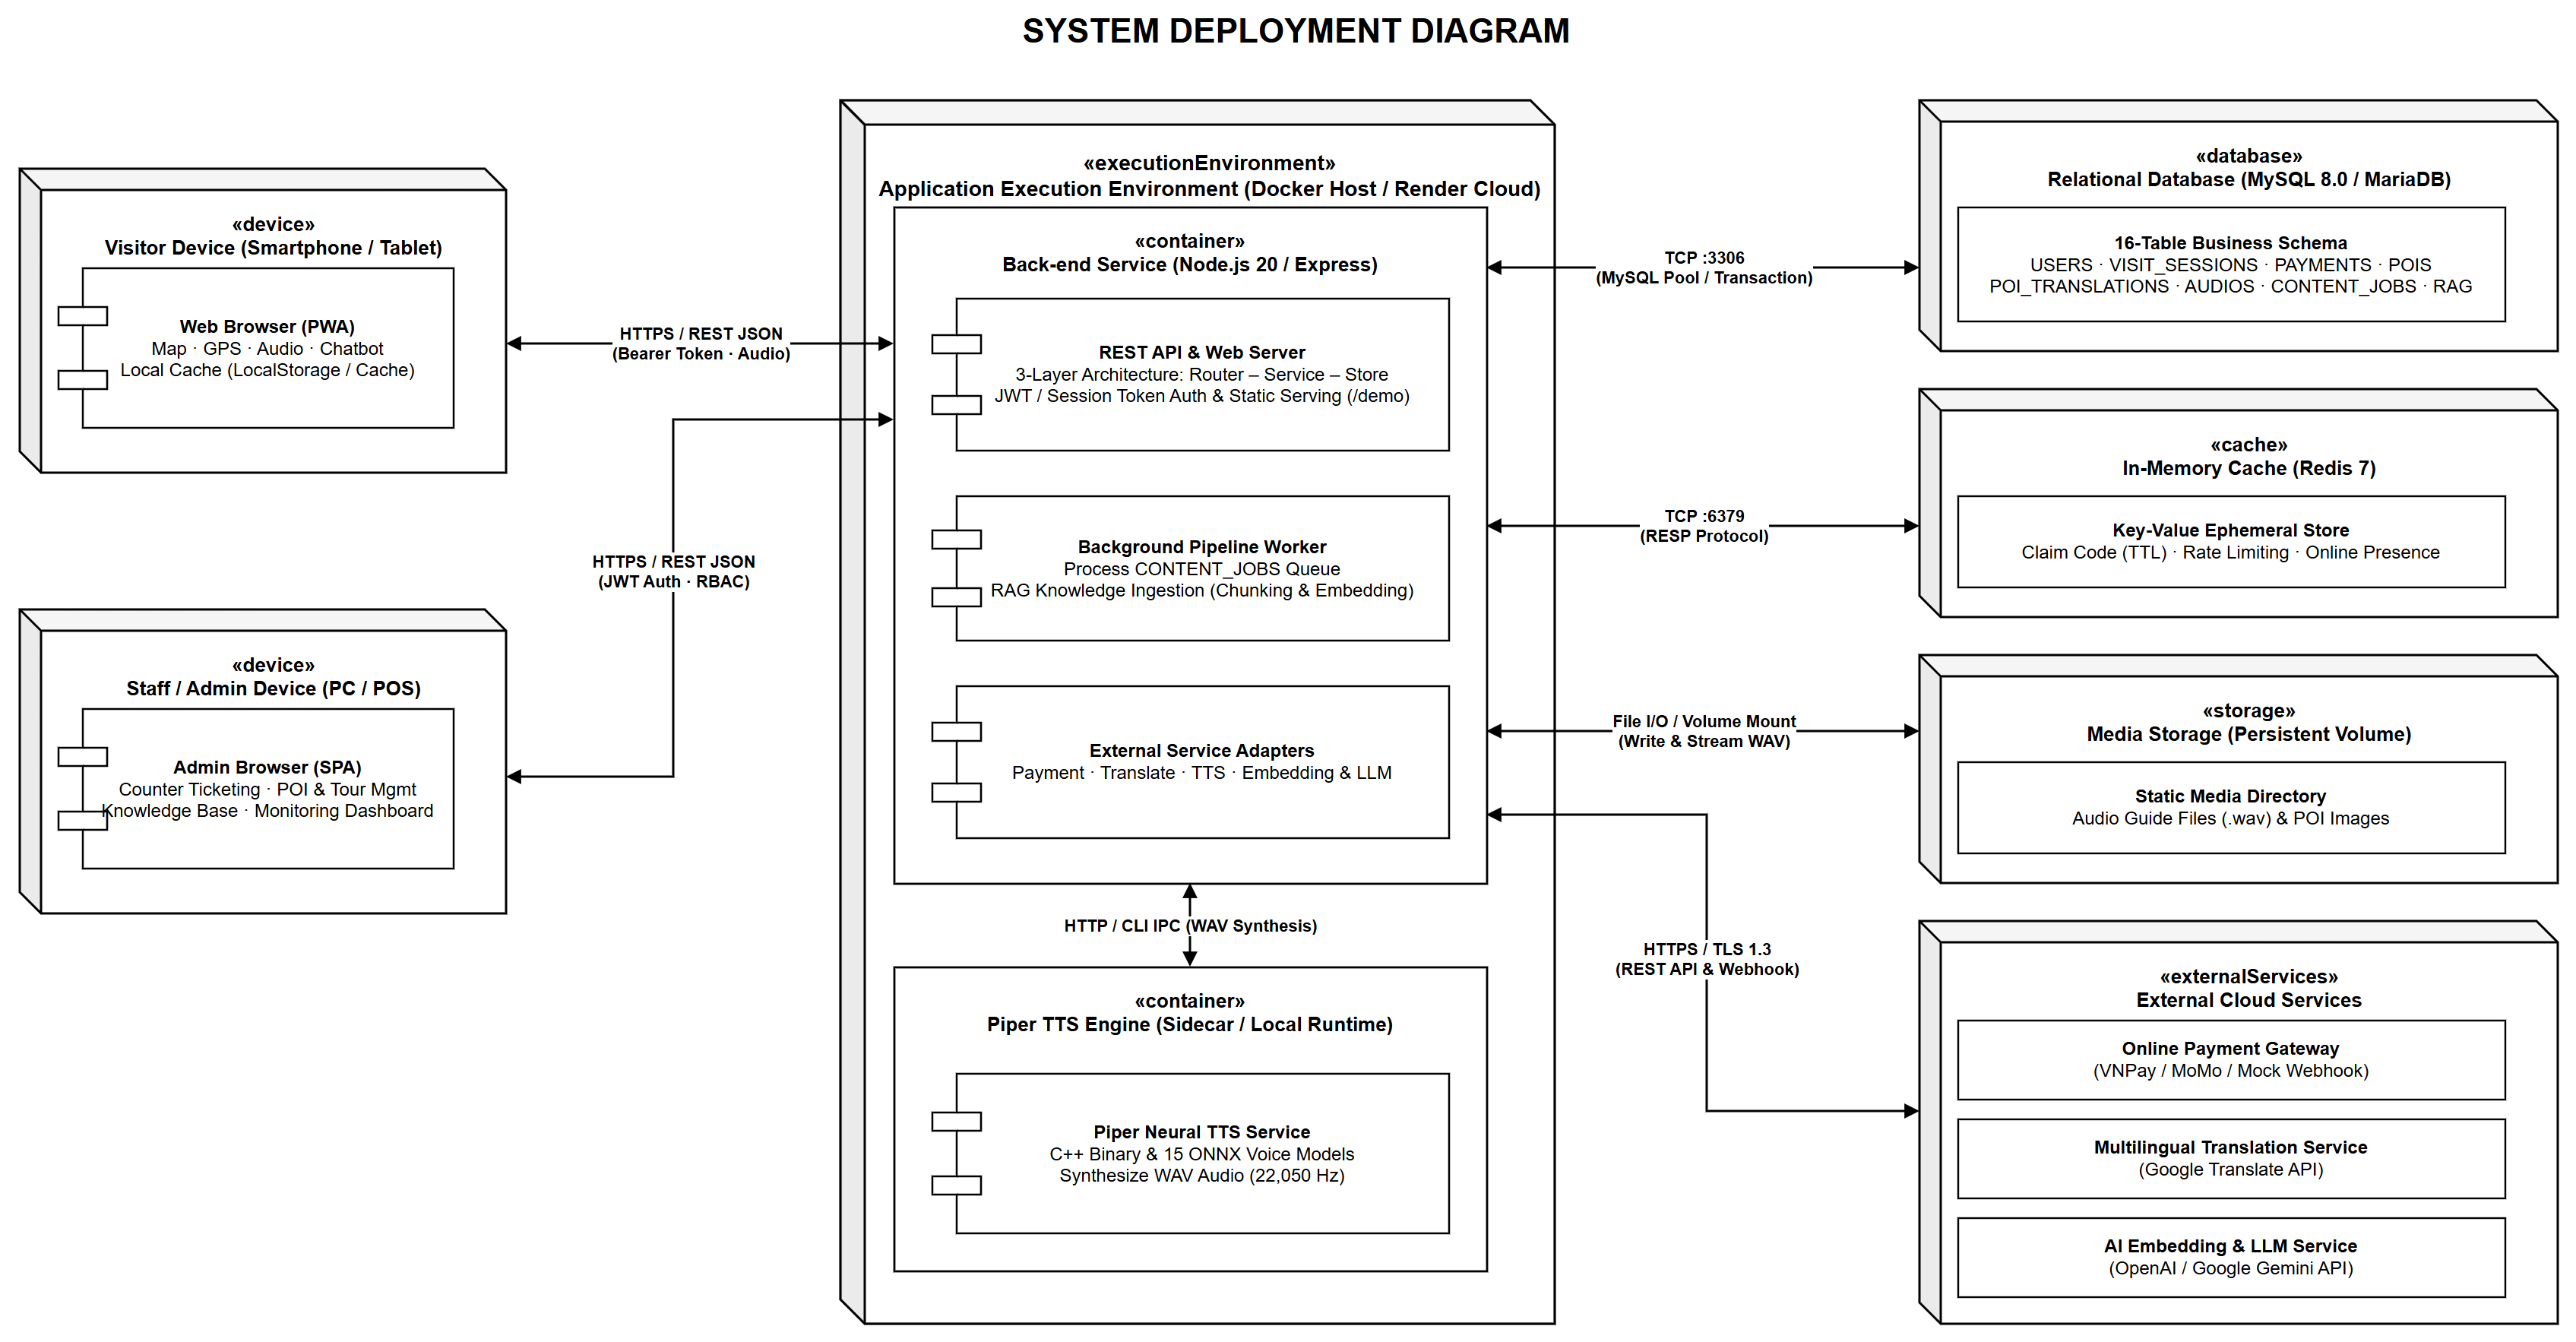 SYSTEM DEPLOYMENT DIAGRAM
«device»
Visitor Device (Smartphone / Tablet)
Web Browser (PWA)
Map · GPS · Audio · Chatbot
Local Cache (LocalStorage / Cache)
«device»
Staff / Admin Device (PC / POS)
Admin Browser (SPA)
Counter Ticketing · POI & Tour Mgmt
Knowledge Base · Monitoring Dashboard
HTTPS / REST JSON
(Bearer Token · Audio)
HTTPS / REST JSON
(JWT Auth · RBAC)
«executionEnvironment»
Application Execution Environment (Docker Host / Render Cloud)
«container»
Back-end Service (Node.js 20 / Express)
REST API & Web Server
3-Layer Architecture: Router – Service – Store
JWT / Session Token Auth & Static Serving (/demo)
Background Pipeline Worker
Process CONTENT_JOBS Queue
RAG Knowledge Ingestion (Chunking & Embedding)
External Service Adapters
Payment · Translate · TTS · Embedding & LLM
HTTP / CLI IPC (WAV Synthesis)
«container»
Piper TTS Engine (Sidecar / Local Runtime)
Piper Neural TTS Service
C++ Binary & 15 ONNX Voice Models
Synthesize WAV Audio (22,050 Hz)
TCP :3306
(MySQL Pool / Transaction)
TCP :6379
(RESP Protocol)
File I/O / Volume Mount
(Write & Stream WAV)
HTTPS / TLS 1.3
(REST API & Webhook)
«database»
Relational Database (MySQL 8.0 / MariaDB)
16-Table Business Schema
USERS · VISIT_SESSIONS · PAYMENTS · POIS
POI_TRANSLATIONS · AUDIOS · CONTENT_JOBS · RAG
«cache»
In-Memory Cache (Redis 7)
Key-Value Ephemeral Store
Claim Code (TTL) · Rate Limiting · Online Presence
«storage»
Media Storage (Persistent Volume)
Static Media Directory
Audio Guide Files (.wav) & POI Images
«externalServices»
External Cloud Services
Online Payment Gateway
(VNPay / MoMo / Mock Webhook)
Multilingual Translation Service
(Google Translate API)
AI Embedding & LLM Service
(OpenAI / Google Gemini API)